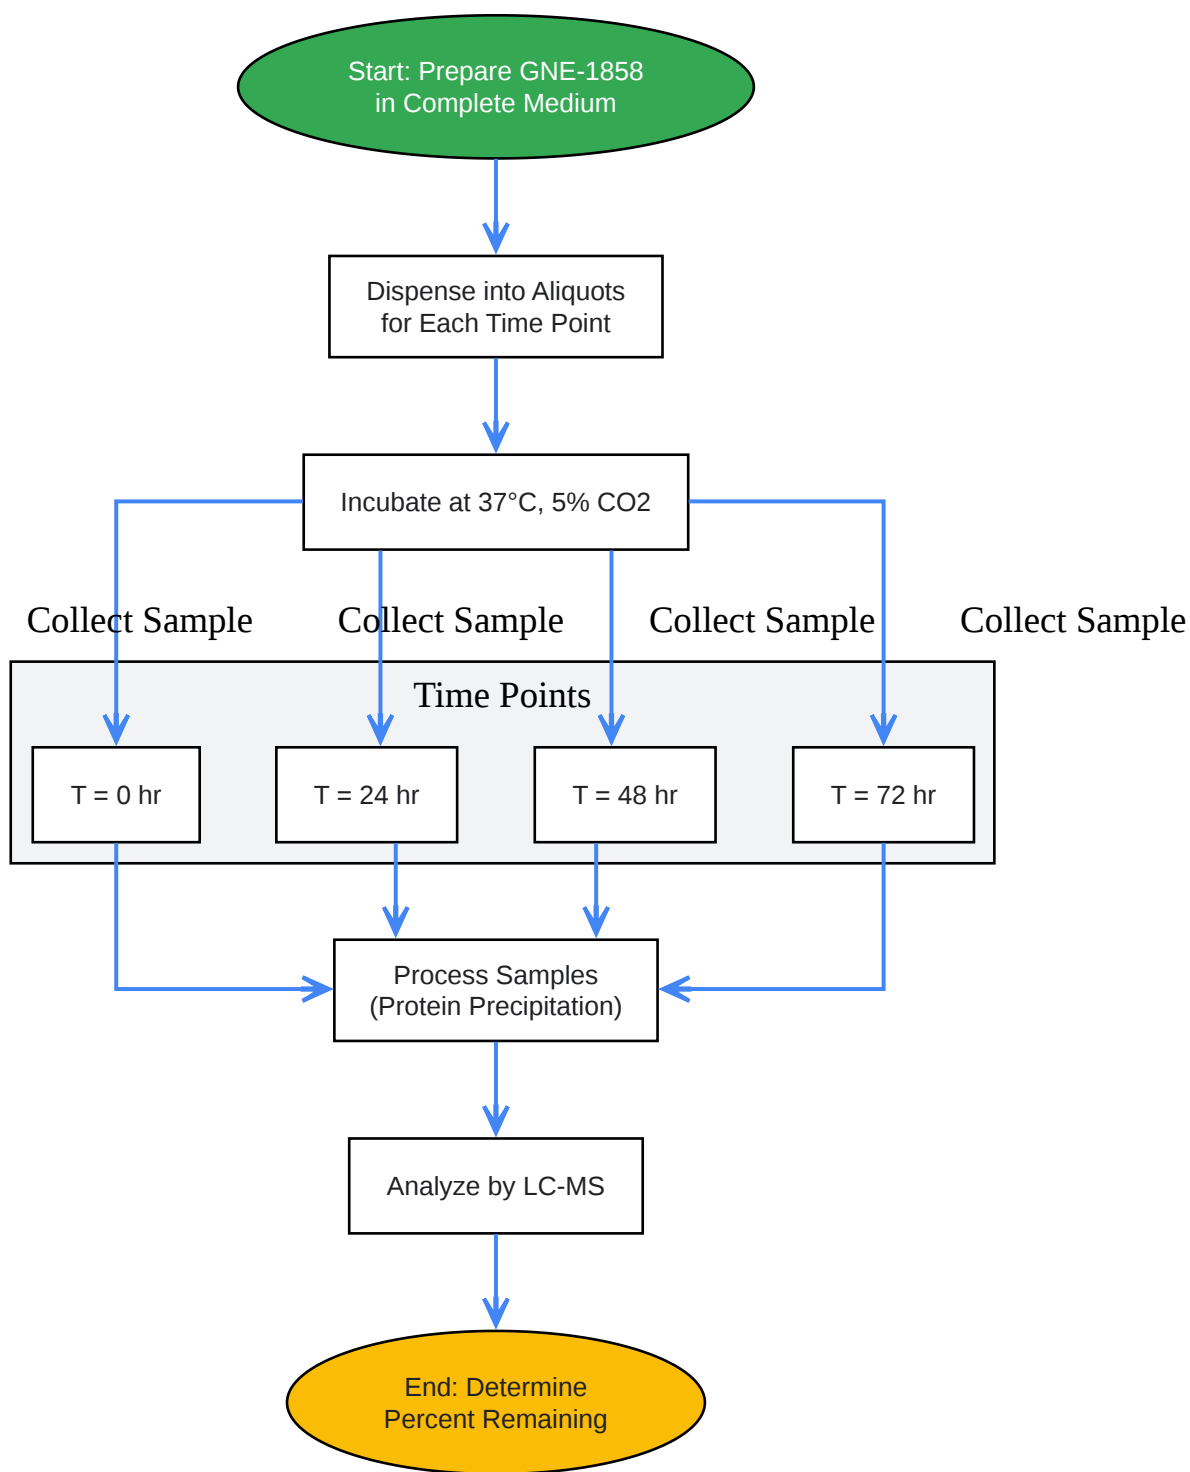 Start: Prepare GNE-1858
in Complete Medium
Dispense into Aliquots
for Each Time Point
Incubate at 37°C, 5% CO2
Collect Sample
Collect Sample
Collect Sample
Collect Sample
Time Points
T = 0 hr
T = 24 hr
T = 48 hr
T = 72 hr
Process Samples
(Protein Precipitation)
Analyze by LC-MS
End: Determine
Percent Remaining